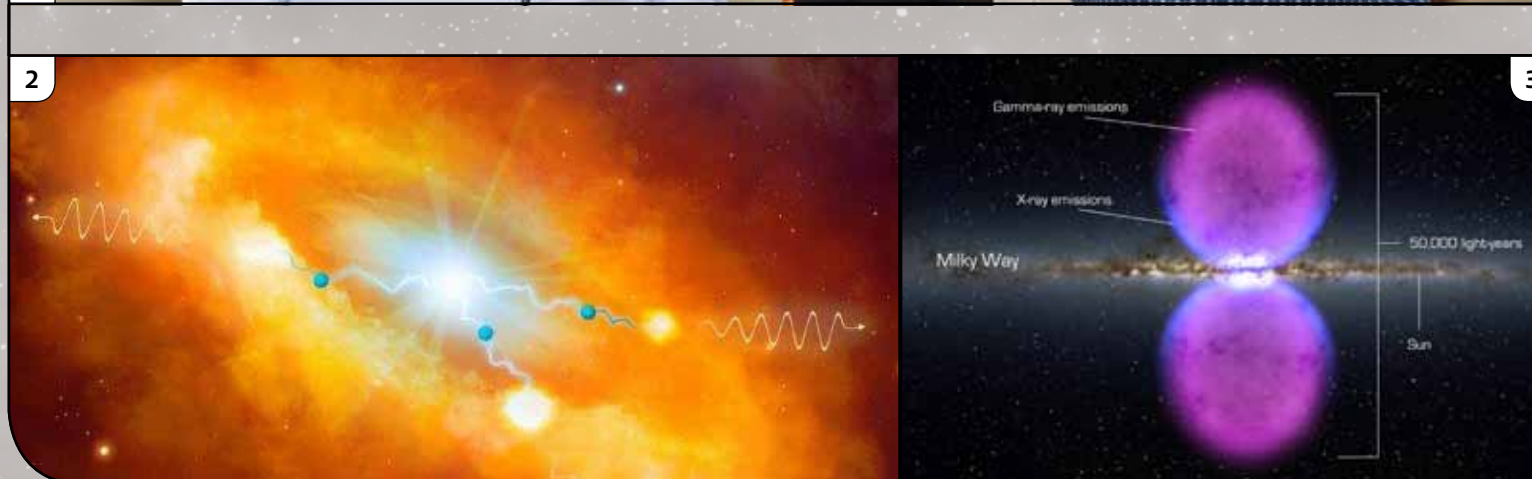 2
3
Gamma-ray emissions
X-ray emissions
Milky Way
50,000 light-years
Sun